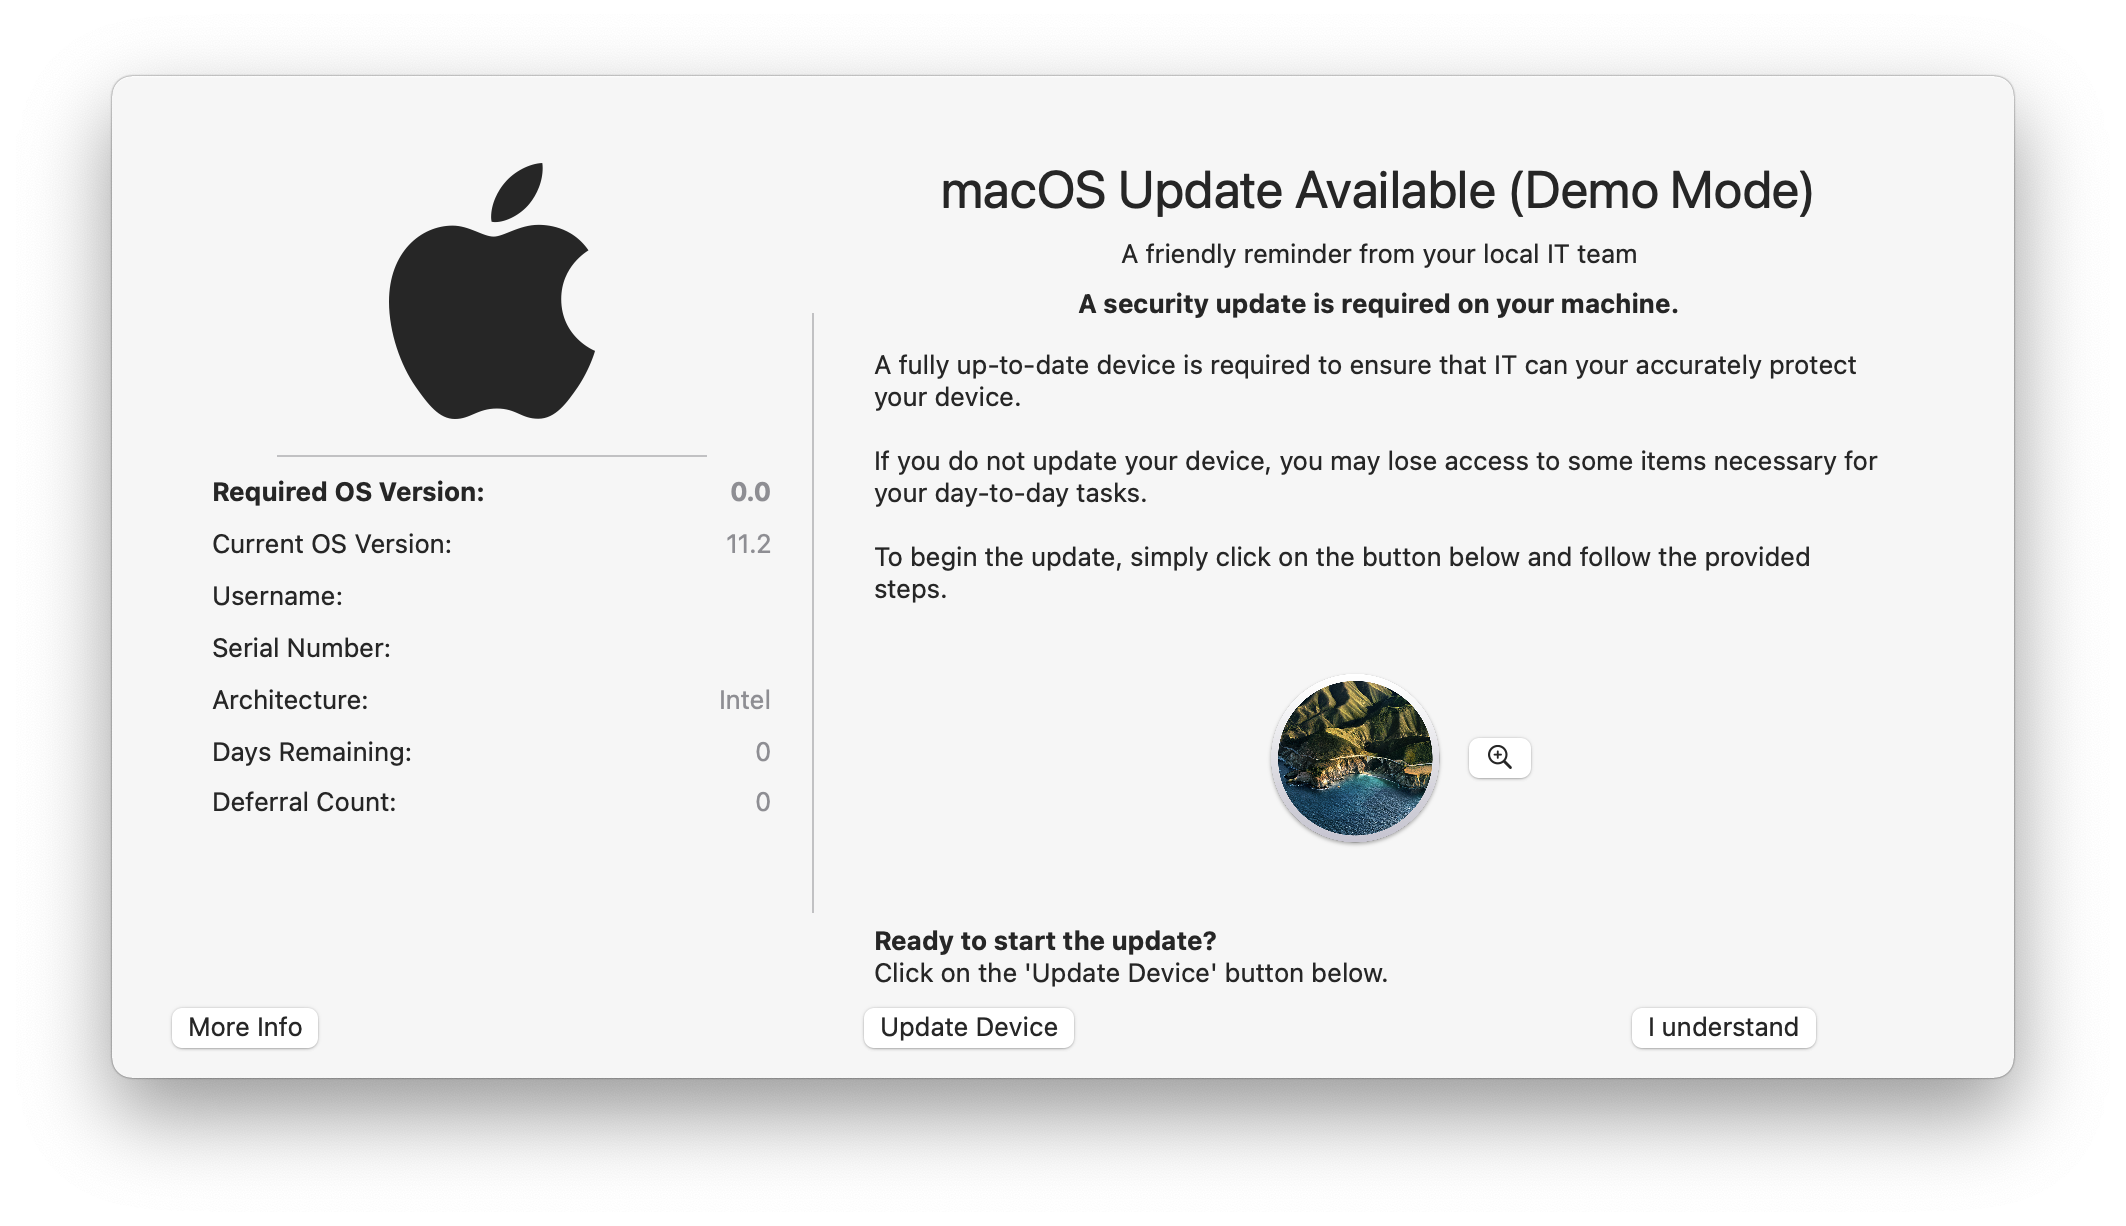 macOS Update Available (Demo Mode)
A friendly reminder from your local IT team
A security update is required on your machine.
A fully up-to-date device is required to ensure that IT can your accurately protect
your device.
If you do not update your device, you may lose access to some items necessary for
your day-to-day tasks.
To begin the update, simply click on the button below and follow the provided
steps.
Required OS Version: 0.0
Current OS Version: 11.2
Username:
Serial Number:
Architecture: Intel
Days Remaining: 0
Deferral Count: 0
Ready to start the update?
Click on the 'Update Device' button below.
More Info
Update Device
I understand